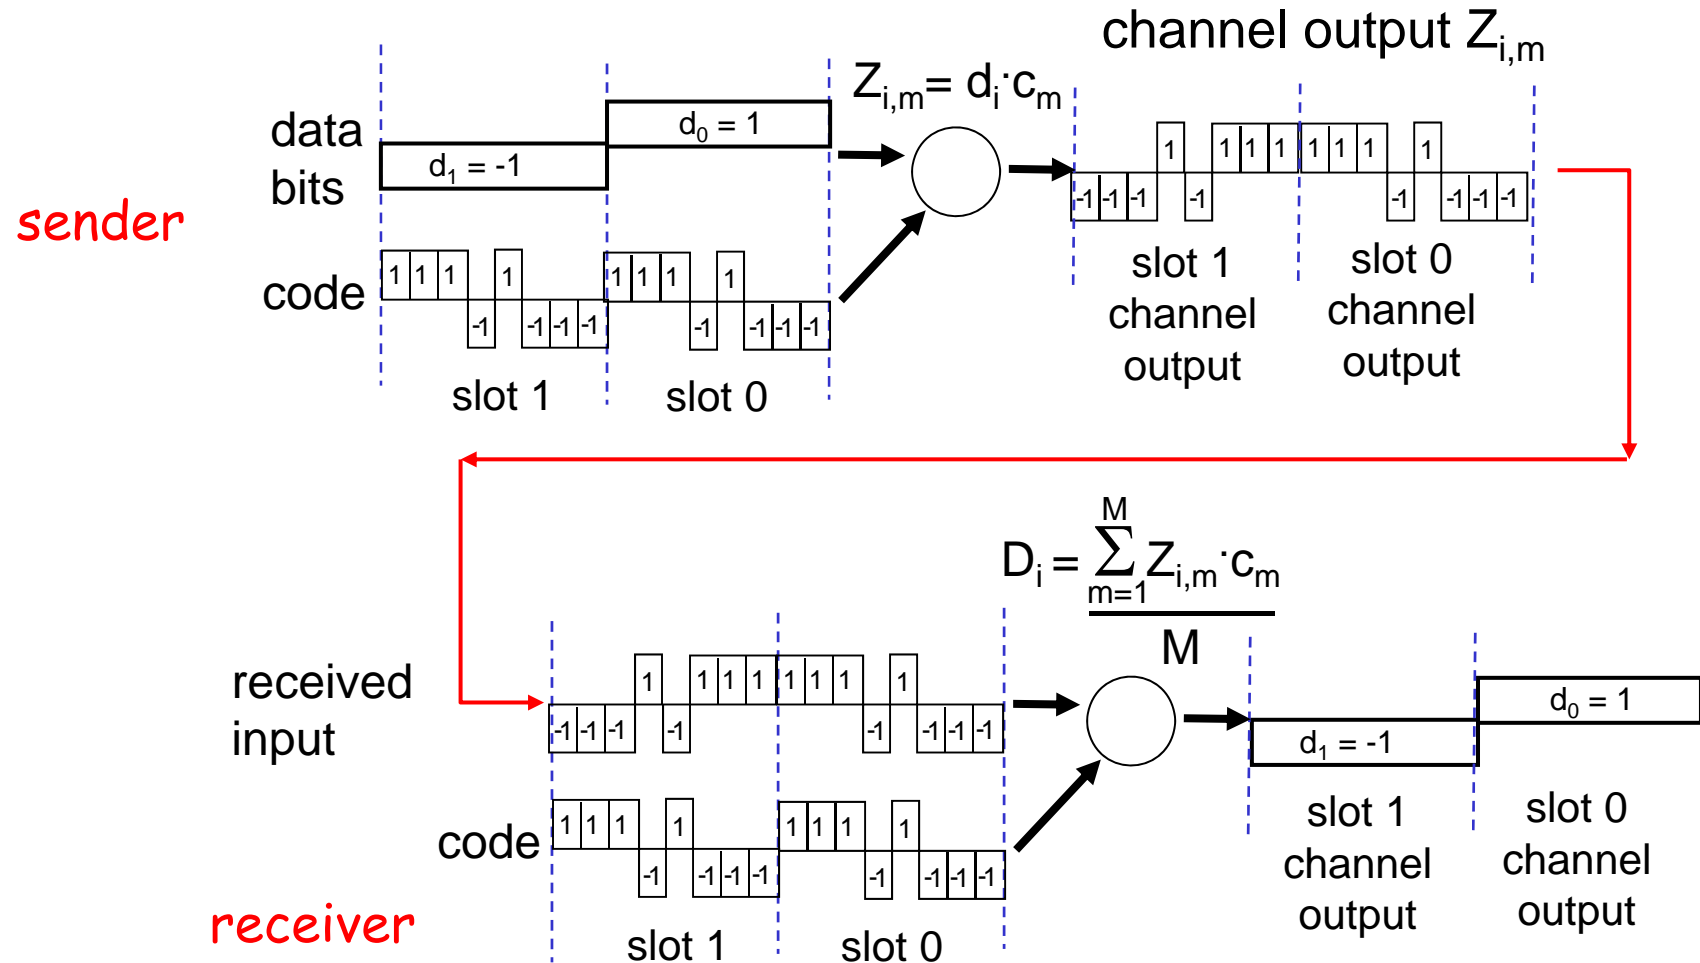 channel output Z_{i,m}
Z_{i,m} = d_i · c_m
sender
data bits
d_0 = 1
d_1 = -1
code
1 1 1 -1 1 -1 -1 -1
1 1 1 -1 1 -1 -1 -1
slot 1
slot 0
-1 -1 -1 1 -1 1 1 1
1 1 1 -1 1 -1 -1 -1
slot 1 channel output
slot 0 channel output
D_i = Σ_{m=1}^{M} Z_{i,m} · c_m
M
received input
-1 -1 -1 1 -1 1 1 1
1 1 1 -1 1 -1 -1 -1
code
1 1 1 -1 1 -1 -1 -1
1 1 1 -1 1 -1 -1 -1
receiver
slot 1
slot 0
d_0 = 1
d_1 = -1
slot 1 channel output
slot 0 channel output